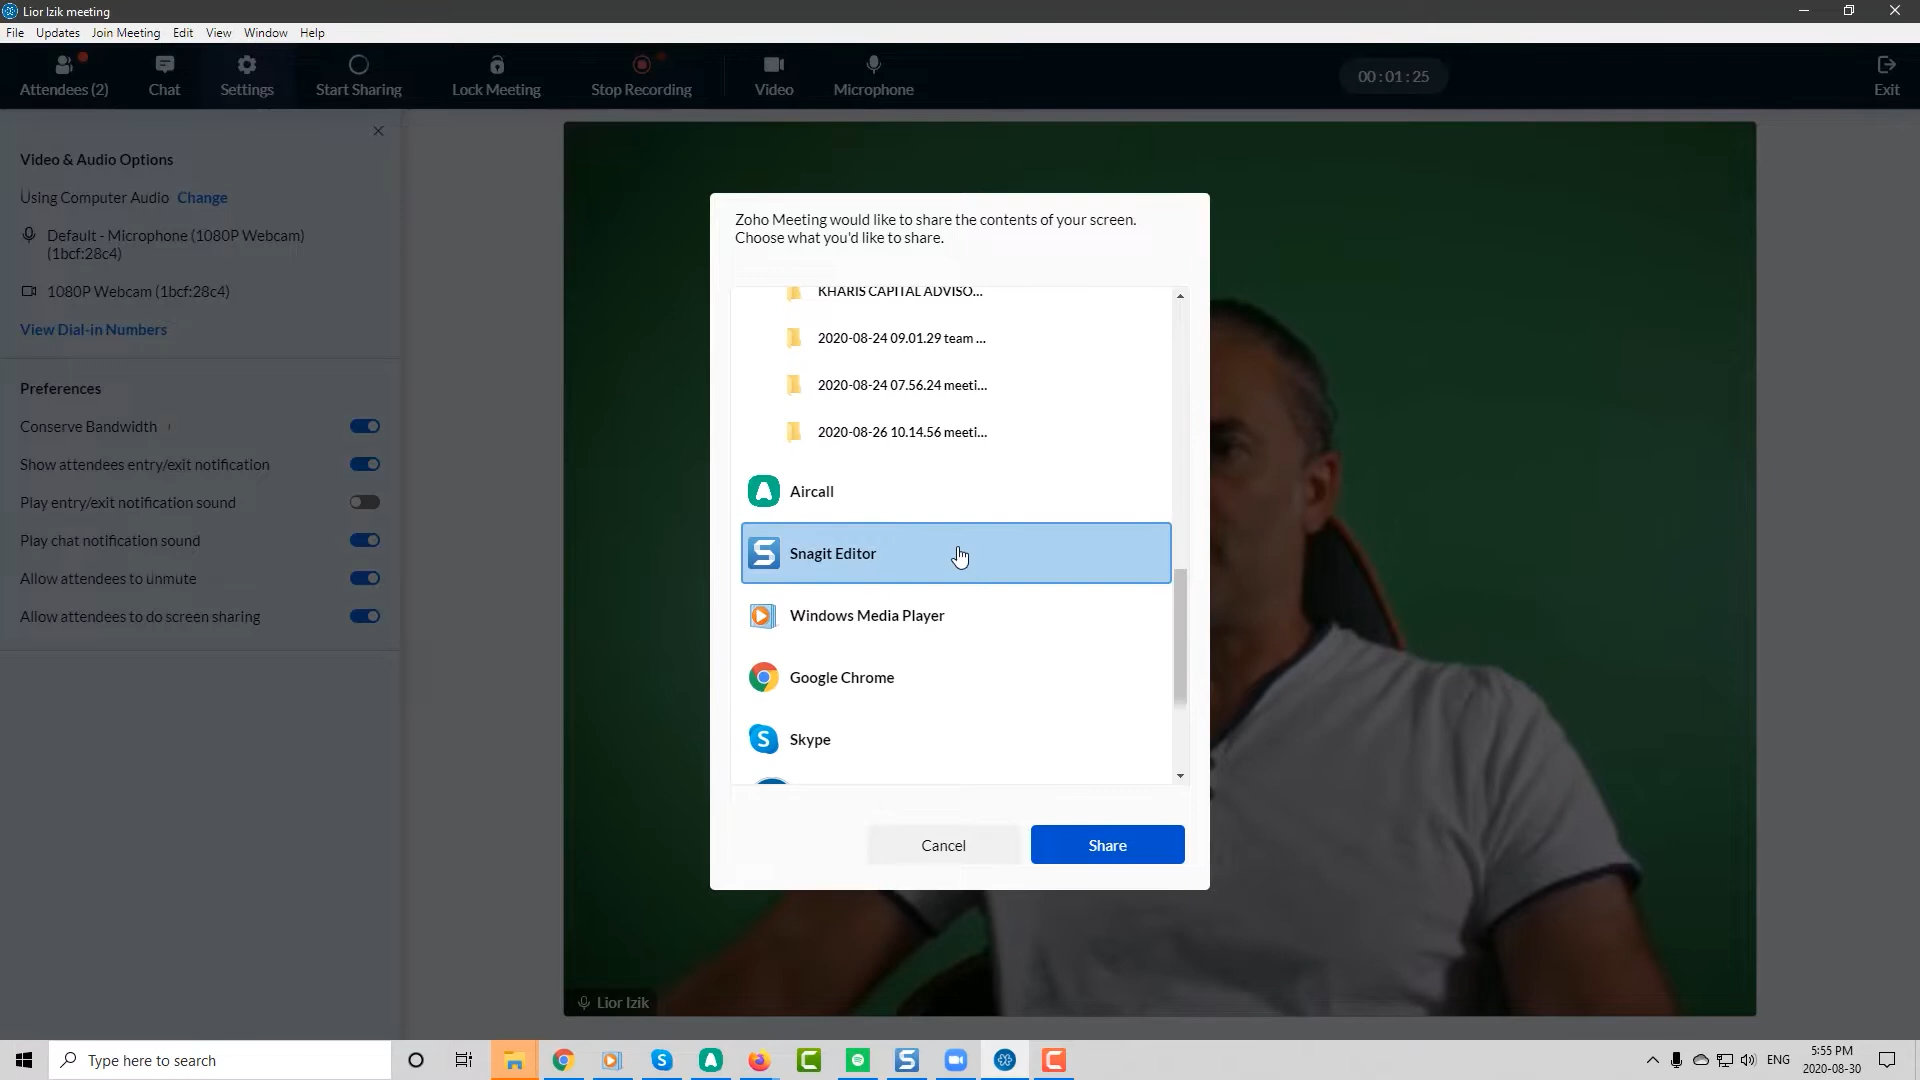 Lior Izik meeting
File Updates Join Meeting Edit View Window Help
Attendees (2) Chat Settings Start Sharing Lock Meeting Stop Recording Video Microphone 00 : 01 : 25 Exit
Video & Audio Options
Using Computer Audio Change
Default - Microphone (1080P Webcam)
(1bcf:28c4)
1080P Webcam (1bcf:28c4)
View Dial-in Numbers
Preferences
Conserve Bandwidth
Show attendees entry/exit notification
Play entry/exit notification sound
Play chat notification sound
Allow attendees to unmute
Allow attendees to do screen sharing
Zoho Meeting would like to share the contents of your screen.
Choose what you'd like to share.
KHARIS CAPITAL ADVISO...
2020-08-24 09.01.29 team ...
2020-08-24 07.56.24 meeti...
2020-08-26 10.14.56 meeti...
Aircall
Snagit Editor
Windows Media Player
Google Chrome
Skype
Cancel Share
Lior Izik
Type here to search
ENG
5:55 PM
2020-08-30